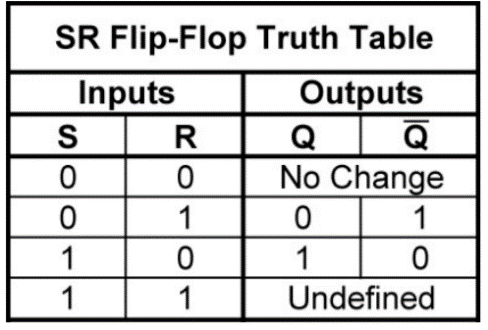 SR Flip-Flop Truth Table
Inputs Outputs
S R Q Q̅
0 0 No Change
0 1 0 1
1 0 1 0
1 1 Undefined